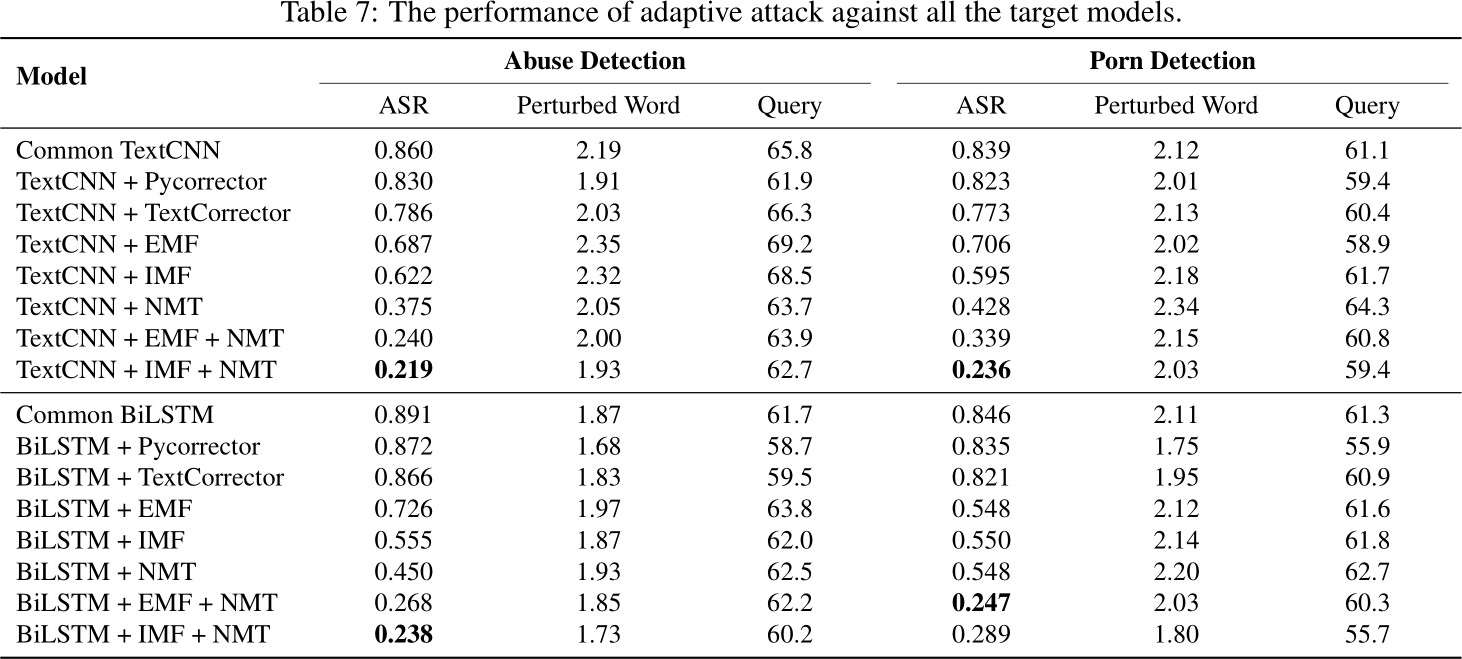 Table 7: The performance of adaptive attack against all the target models.
Model Abuse Detection Porn Detection
ASR Perturbed Word Query ASR Perturbed Word Query
Common TextCNN 0.860 2.19 65.8 0.839 2.12 61.1
TextCNN + Pycorrector 0.830 1.91 61.9 0.823 2.01 59.4
TextCNN + TextCorrector 0.786 2.03 66.3 0.773 2.13 60.4
TextCNN + EMF 0.687 2.35 69.2 0.706 2.02 58.9
TextCNN + IMF 0.622 2.32 68.5 0.595 2.18 61.7
TextCNN + NMT 0.375 2.05 63.7 0.428 2.34 64.3
TextCNN + EMF + NMT 0.240 2.00 63.9 0.339 2.15 60.8
TextCNN + IMF + NMT 0.219 1.93 62.7 0.236 2.03 59.4
Common BiLSTM 0.891 1.87 61.7 0.846 2.11 61.3
BiLSTM + Pycorrector 0.872 1.68 58.7 0.835 1.75 55.9
BiLSTM + TextCorrector 0.866 1.83 59.5 0.821 1.95 60.9
BiLSTM + EMF 0.726 1.97 63.8 0.548 2.12 61.6
BiLSTM + IMF 0.555 1.87 62.0 0.550 2.14 61.8
BiLSTM + NMT 0.450 1.93 62.5 0.548 2.20 62.7
BiLSTM + EMF + NMT 0.268 1.85 62.2 0.247 2.03 60.3
BiLSTM + IMF + NMT 0.238 1.73 60.2 0.289 1.80 55.7